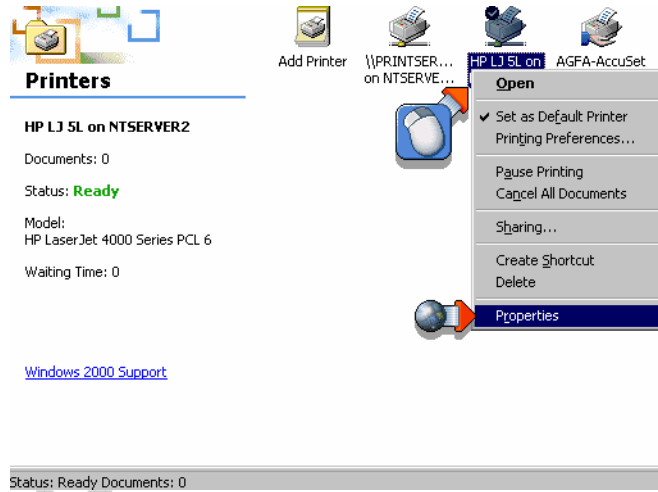 Printers
HP LJ 5L on NTSERVER2
Documents: 0
Status: Ready
Model:
HP LaserJet 4000 Series PCL 6
Waiting Time: 0
Windows 2000 Support
Add Printer
\\PRINTSER...
on NTSERVE...
HP LJ 5L on
AGFA-AccuSet
Open
Set as Default Printer
Printing Preferences...
Pause Printing
Cancel All Documents
Sharing...
Create Shortcut
Delete
Properties
Status: Ready Documents: 0